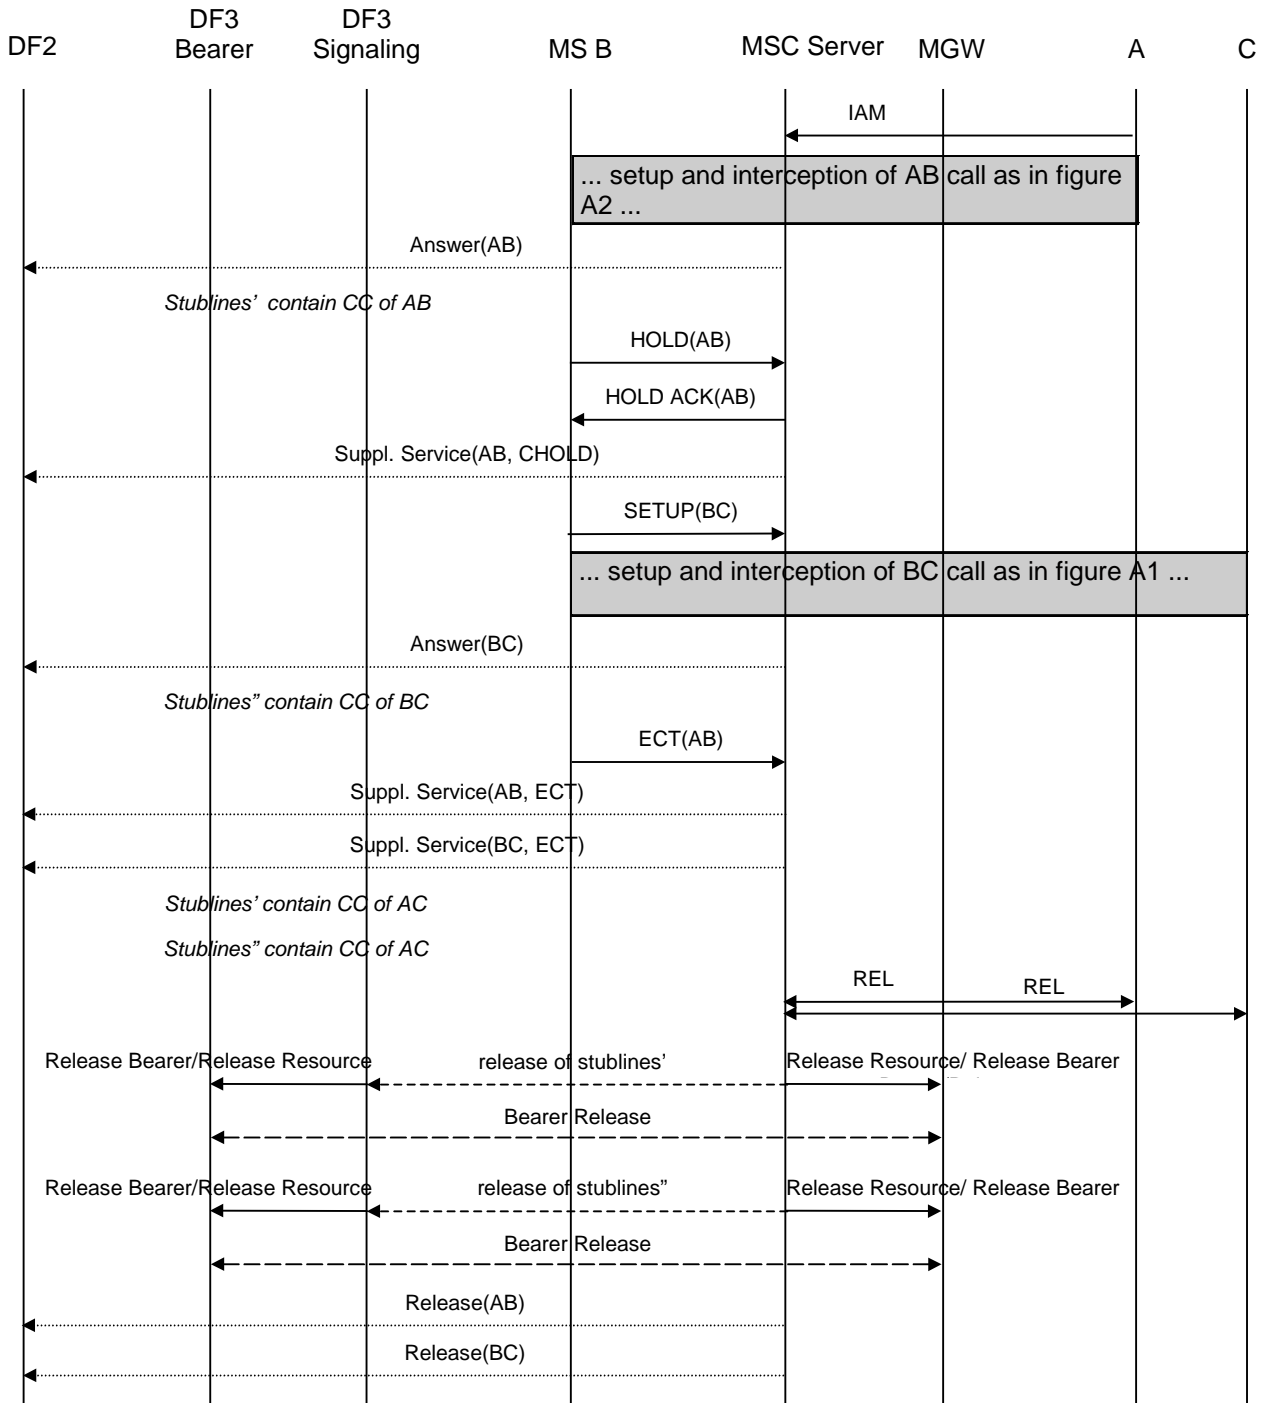 DF2
DF3
Bearer
DF3
Signaling
MS B
MSC Server
MGW
A
C
IAM
... setup and interception of AB call as in figure
A2 ...
Answer(AB)
Stublines’ contain CC of AB
HOLD(AB)
HOLD ACK(AB)
Suppl. Service(AB, CHOLD)
SETUP(BC)
... setup and interception of BC call as in figure A1 ...
Answer(BC)
Stublines” contain CC of BC
ECT(AB)
Suppl. Service(AB, ECT)
Suppl. Service(BC, ECT)
Stublines’ contain CC of AC
Stublines” contain CC of AC
REL
REL
Release Bearer/Release Resource
release of stublines’
Release Resource/ Release Bearer
Bearer Release
Release Bearer/Release Resource
release of stublines”
Release Resource/ Release Bearer
Bearer Release
Release(AB)
Release(BC)